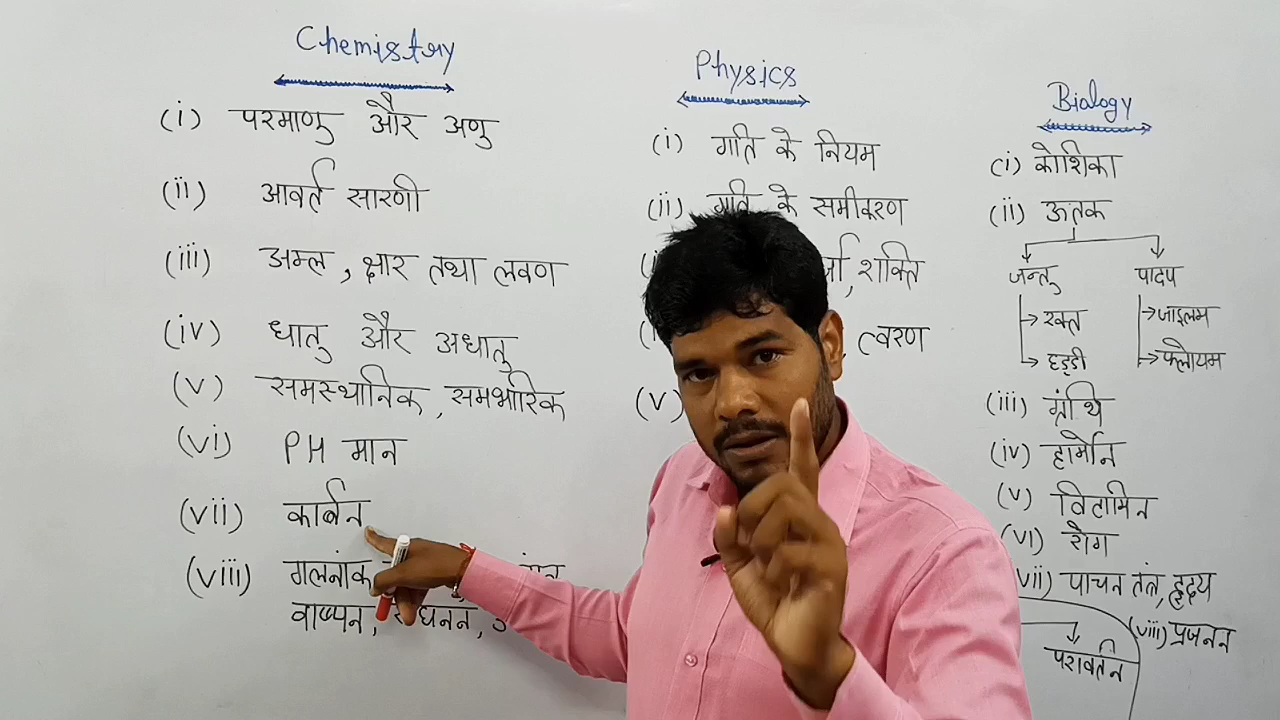 Chemistry
(i) परमाणु और अणु
(ii) आवर्त सारणी
(iii) अम्ल, क्षार तथा लवण
(iv) धातु और अधातु
(v) समस्थानिक, समभारिक
(vi) PH मान
(vii) कार्बन
(viii) गलनांक
वाष्पन,
Physics
(i) गति के नियम
(ii) गति के समीकरण
, शक्ति
, त्वरण
(v)
Biology
(i) कोशिका
(ii) ऊतक
जन्तु पादप
रक्त जाइलम
हड्डी फ्लोयम
(iii) ग्रंथि
(iv) हार्मोन
(v) विटामिन
(vi) रोग
(vii) पाचन तंत्र, हृदय
(viii) प्रजनन
परावर्तन